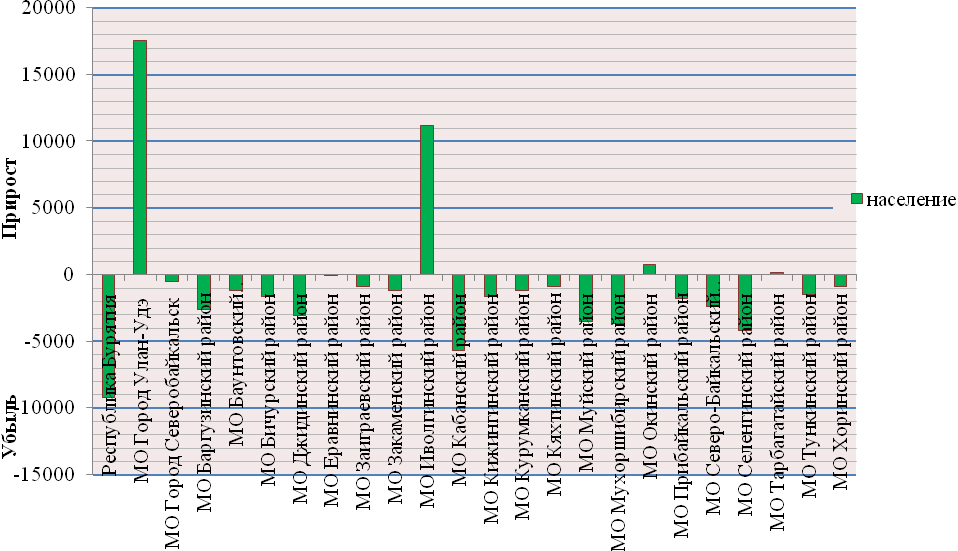 20000
15000
10000
5000
0
-5000
-10000
-15000
Прирост
Убыль
Республика Бурятия
МО Город Улан-Удэ
МО Город Северобайкальск
МО Баргузинский район
МО Баунтовский…
МО Бичурский район
МО Джидинский район
МО Еравнинский район
МО Заиграевский район
МО Закаменский район
МО Иволгинский район
МО Кабанский район
МО Кижингинский район
МО Курумканский район
МО Кяхтинский район
МО Муйский район
МО Мухоршибирский район
МО Окинский район
МО Прибайкальский район
МО Северо-Байкальский…
МО Селенгинский район
МО Тарбагатайский район
МО Тункинский район
МО Хоринский район
население